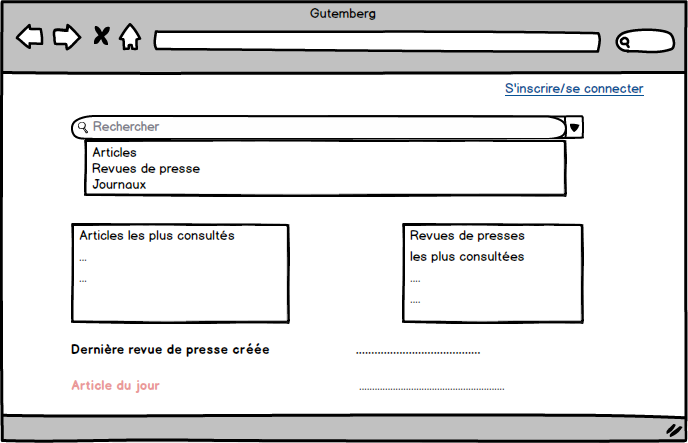 Gutemberg
S'inscrire/se connecter
Rechercher
Articles
Revues de presse
Journaux
Articles les plus consultés
...
...
Revues de presses
les plus consultées
....
....
Dernière revue de presse créée .........................................
Article du jour ................................................